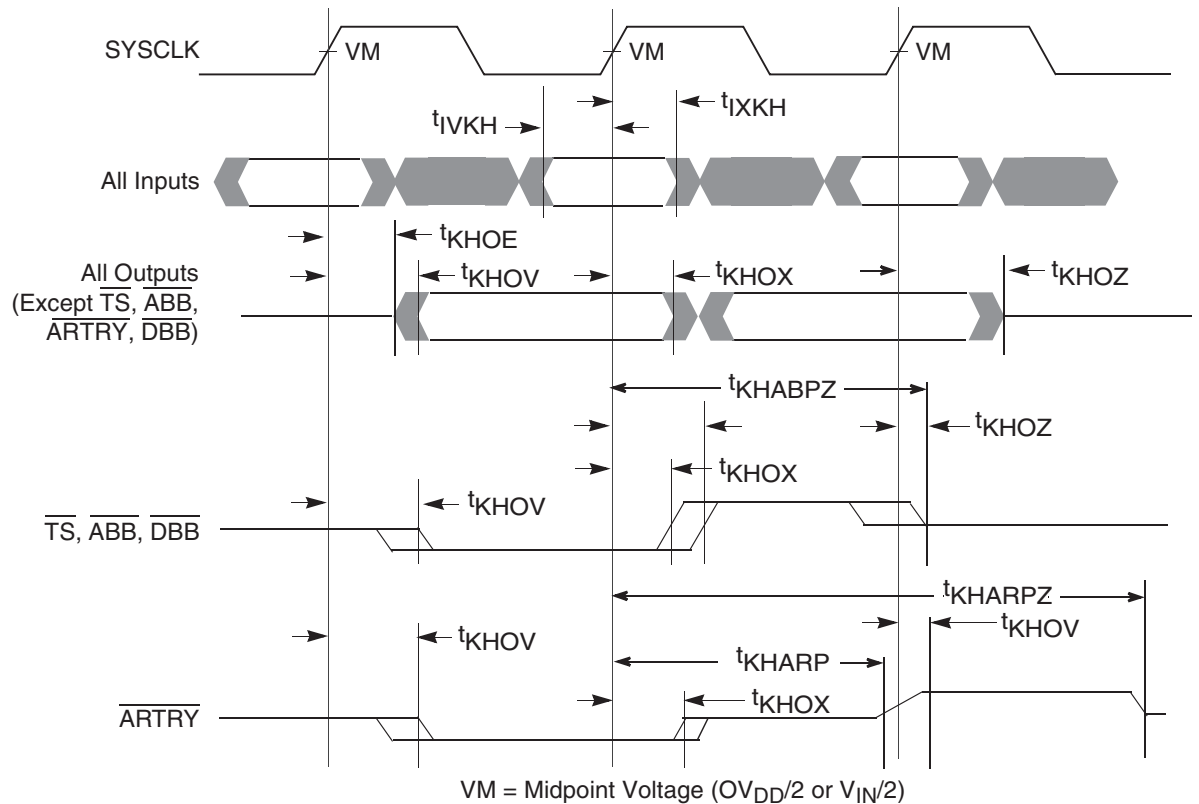 SYSCLK
VM
VM
VM
tIVKH
tIXKH
All Inputs
tKHOE
All Outputs
(Except TS, ABB,
ARTRY, DBB)
tKHOV
tKHOX
tKHOZ
tKHABPZ
tKHOZ
tKHOX
tKHOV
TS, ABB, DBB
tKHARPZ
tKHOV
tKHOV
tKHARP
tKHOX
ARTRY
VM = Midpoint Voltage (OVDD/2 or VIN/2)